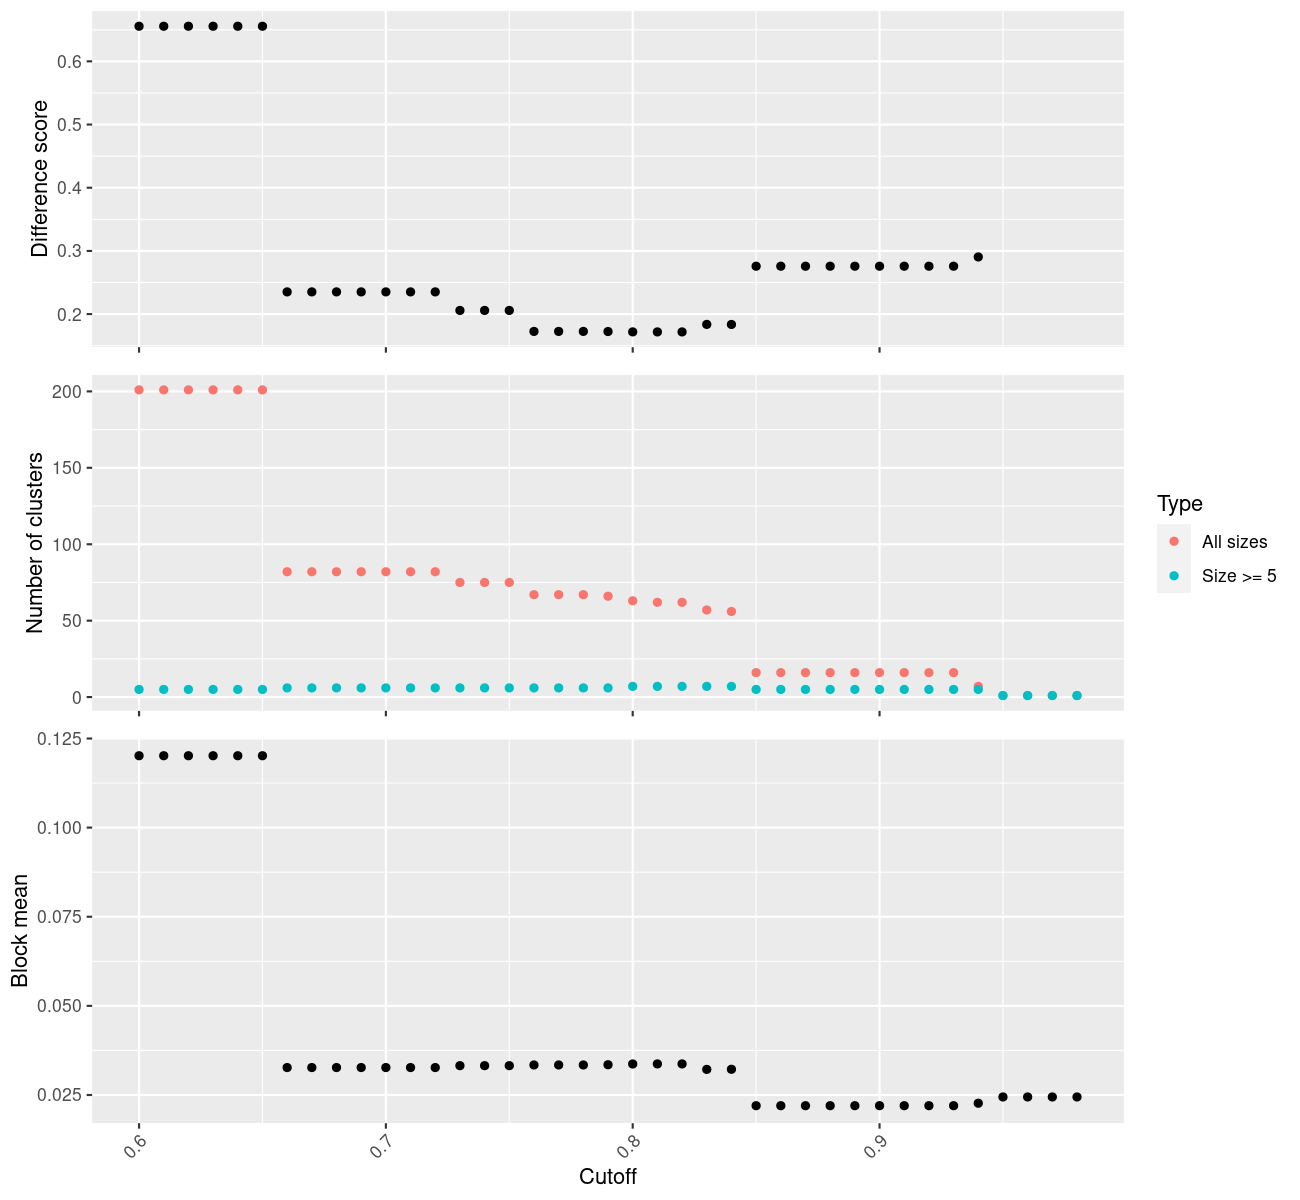 0.6
0.5
0.4
0.3
0.2
Difference score
200
150
100
50
0
Number of clusters
Type
All sizes
Size >= 5
0.125
0.100
0.075
0.050
0.025
Block mean
0.6
0.7
0.8
0.9
Cutoff